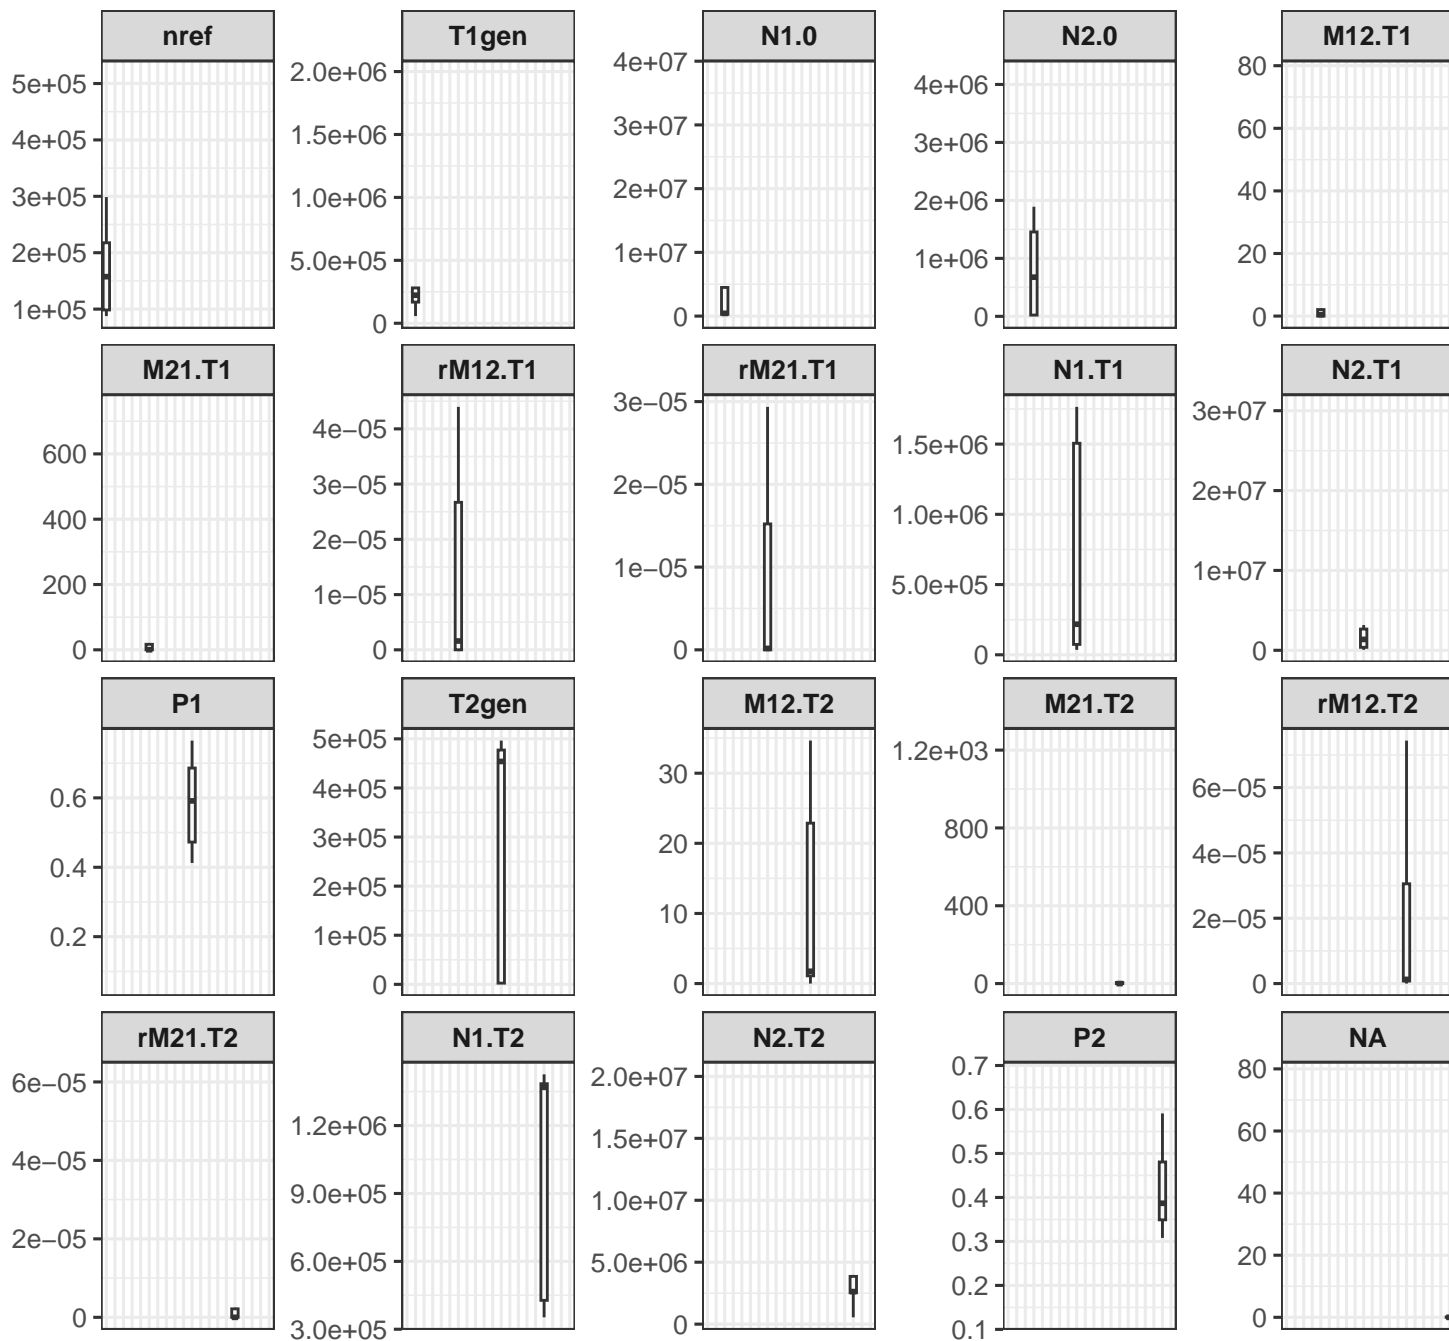 nref T1gen N1.0 N2.0 M12.T1
5e+05 2.0e+06 4e+07 4e+06 80
4e+05 1.5e+06 3e+07 3e+06 60
3e+05 1.0e+06 2e+07 2e+06 40
2e+05 5.0e+05 1e+07 1e+06 20
1e+05 0 0 0 0
M21.T1 rM12.T1 rM21.T1 N1.T1 N2.T1
600 4e−05 3e−05 1.5e+06 3e+07
400 3e−05 2e−05 1.0e+06 2e+07
200 2e−05 1e−05 5.0e+05 1e+07
0 1e−05 0 0 0
0
P1 T2gen M12.T2 M21.T2 rM12.T2
0.6 5e+05 30 1.2e+03 6e−05
0.4 4e+05 20 800 4e−05
0.2 3e+05 10 400 2e−05
2e+05 0 0 0
1e+05
0
rM21.T2 N1.T2 N2.T2 P2 NA
6e−05 1.2e+06 2.0e+07 0.7 80
4e−05 9.0e+05 1.5e+07 0.6 60
2e−05 6.0e+05 1.0e+07 0.5 40
0 3.0e+05 5.0e+06 0.4 20
0 0.3 0
0.2
0.1